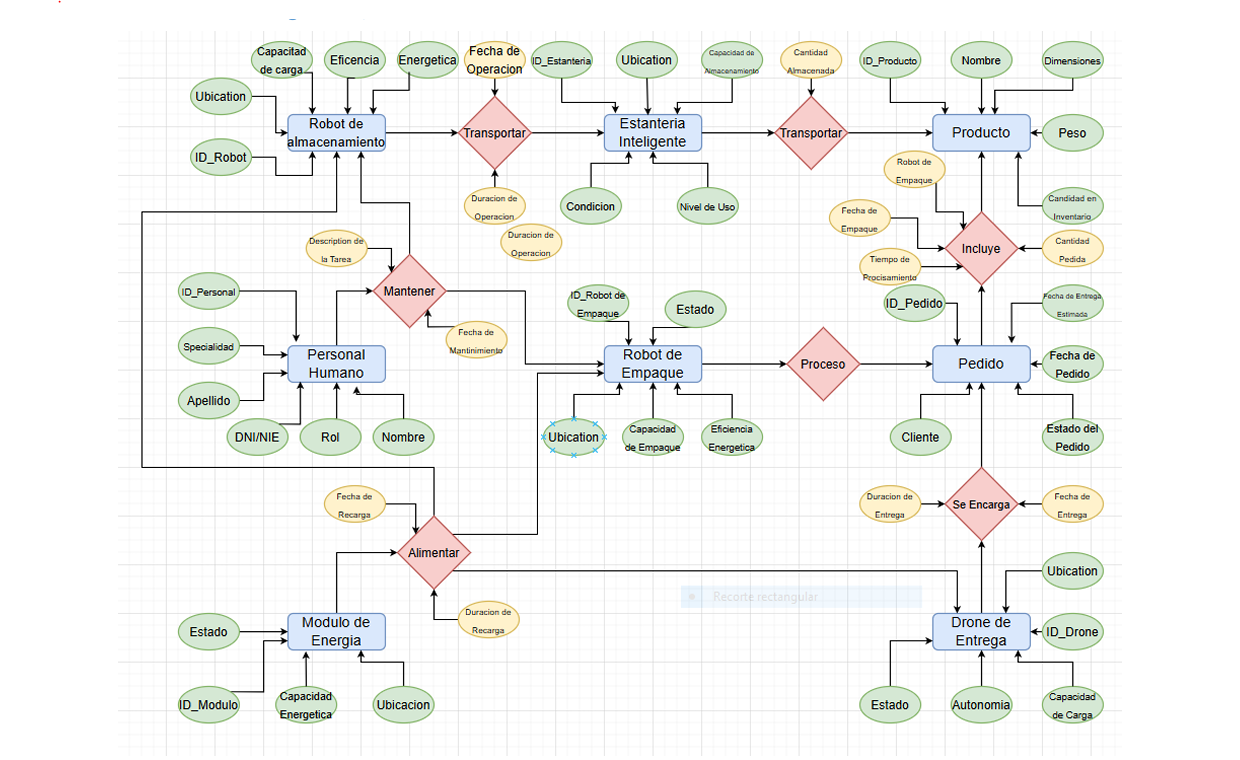 Capacitad
de carga
Eficencia
Energetica
Fecha de
Operacion
ID_Estanteria
Ubication
Capacidad de
Almacenamiento
Cantidad
Almacenada
ID_Producto
Nombre
Dimensiones
Ubication
Robot de
almacenamiento
Transportar
Estanteria
Inteligente
Transportar
Producto
Peso
ID_Robot
Robot de
Empaque
Duracion de
Operacion
Condicion
Nivel de Uso
Candidad en
Inventario
Fecha de
Empaque
Duracion de
Operacion
Description de
la Tarea
Incluye
Cantidad
Pedida
Tiempo de
Procisamiento
ID_Personal
Mantener
ID_Robot de
Empaque
Estado
ID_Pedido
Fecha de Entrega
Estimada
Fecha de
Mantinimiento
Specialidad
Personal
Humano
Robot de
Empaque
Proceso
Pedido
Fecha de
Pedido
Apellido
DNI/NIE
Rol
Nombre
Ubication
Capacidad
de Empaque
Eficiencia
Energetica
Cliente
Estado del
Pedido
Fecha de
Recarga
Duracion de
Entrega
Se Encarga
Fecha de
Entrega
Alimentar
Ubication
Recorte rectangular
Duracion de
Recarga
Estado
Modulo de
Energia
Drone de
Entrega
ID_Drone
ID_Modulo
Capacidad
Energetica
Ubicacion
Estado
Autonomia
Capacidad
de Carga